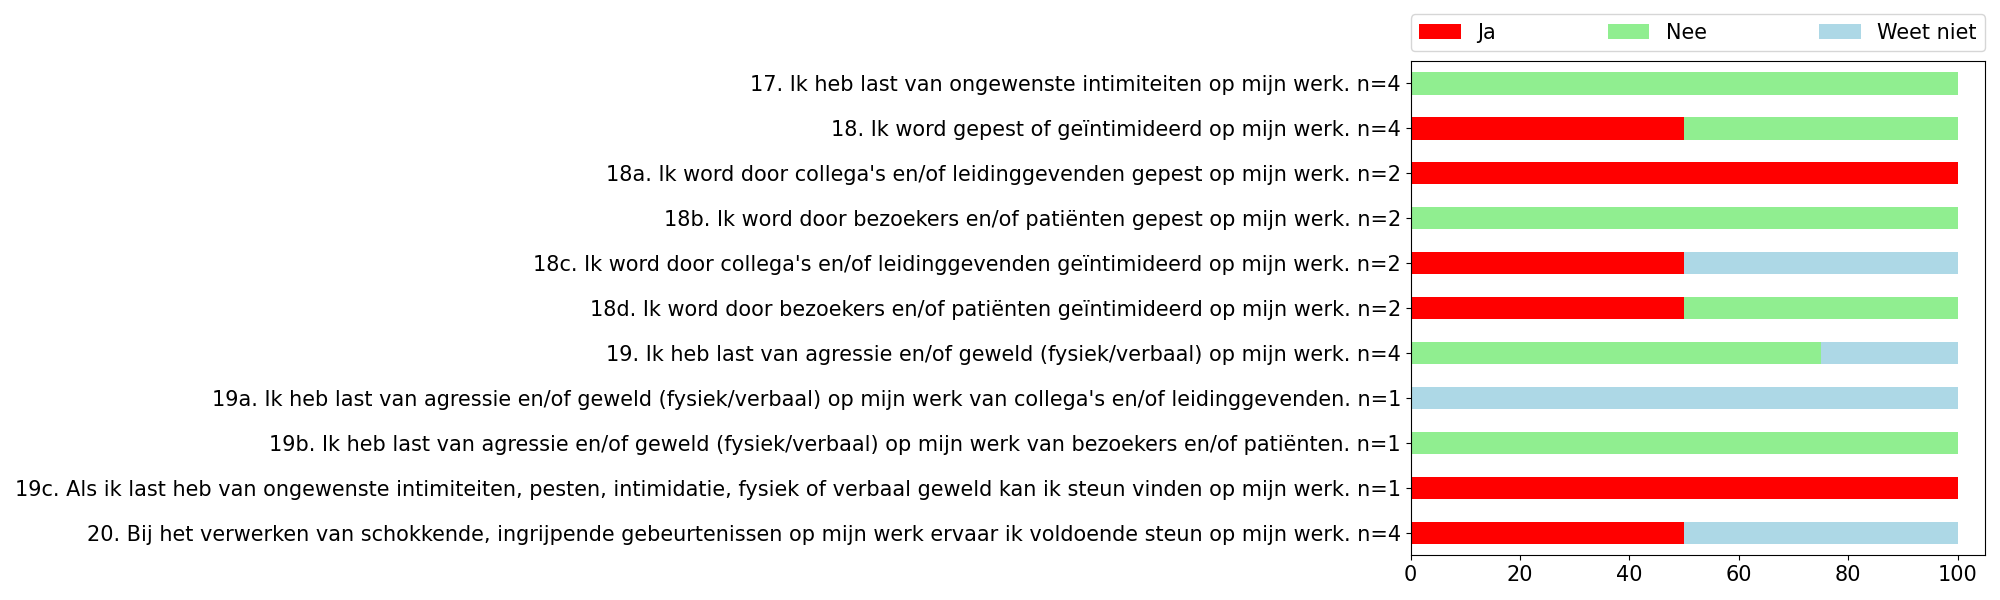 Ja Nee Weet niet
17. Ik heb last van ongewenste intimiteiten op mijn werk. n=4
18. Ik word gepest of geïntimideerd op mijn werk. n=4
18a. Ik word door collega's en/of leidinggevenden gepest op mijn werk. n=2
18b. Ik word door bezoekers en/of patiënten gepest op mijn werk. n=2
18c. Ik word door collega's en/of leidinggevenden geïntimideerd op mijn werk. n=2
18d. Ik word door bezoekers en/of patiënten geïntimideerd op mijn werk. n=2
19. Ik heb last van agressie en/of geweld (fysiek/verbaal) op mijn werk. n=4
19a. Ik heb last van agressie en/of geweld (fysiek/verbaal) op mijn werk van collega's en/of leidinggevenden. n=1
19b. Ik heb last van agressie en/of geweld (fysiek/verbaal) op mijn werk van bezoekers en/of patiënten. n=1
19c. Als ik last heb van ongewenste intimiteiten, pesten, intimidatie, fysiek of verbaal geweld kan ik steun vinden op mijn werk. n=1
20. Bij het verwerken van schokkende, ingrijpende gebeurtenissen op mijn werk ervaar ik voldoende steun op mijn werk. n=4
0 20 40 60 80 100